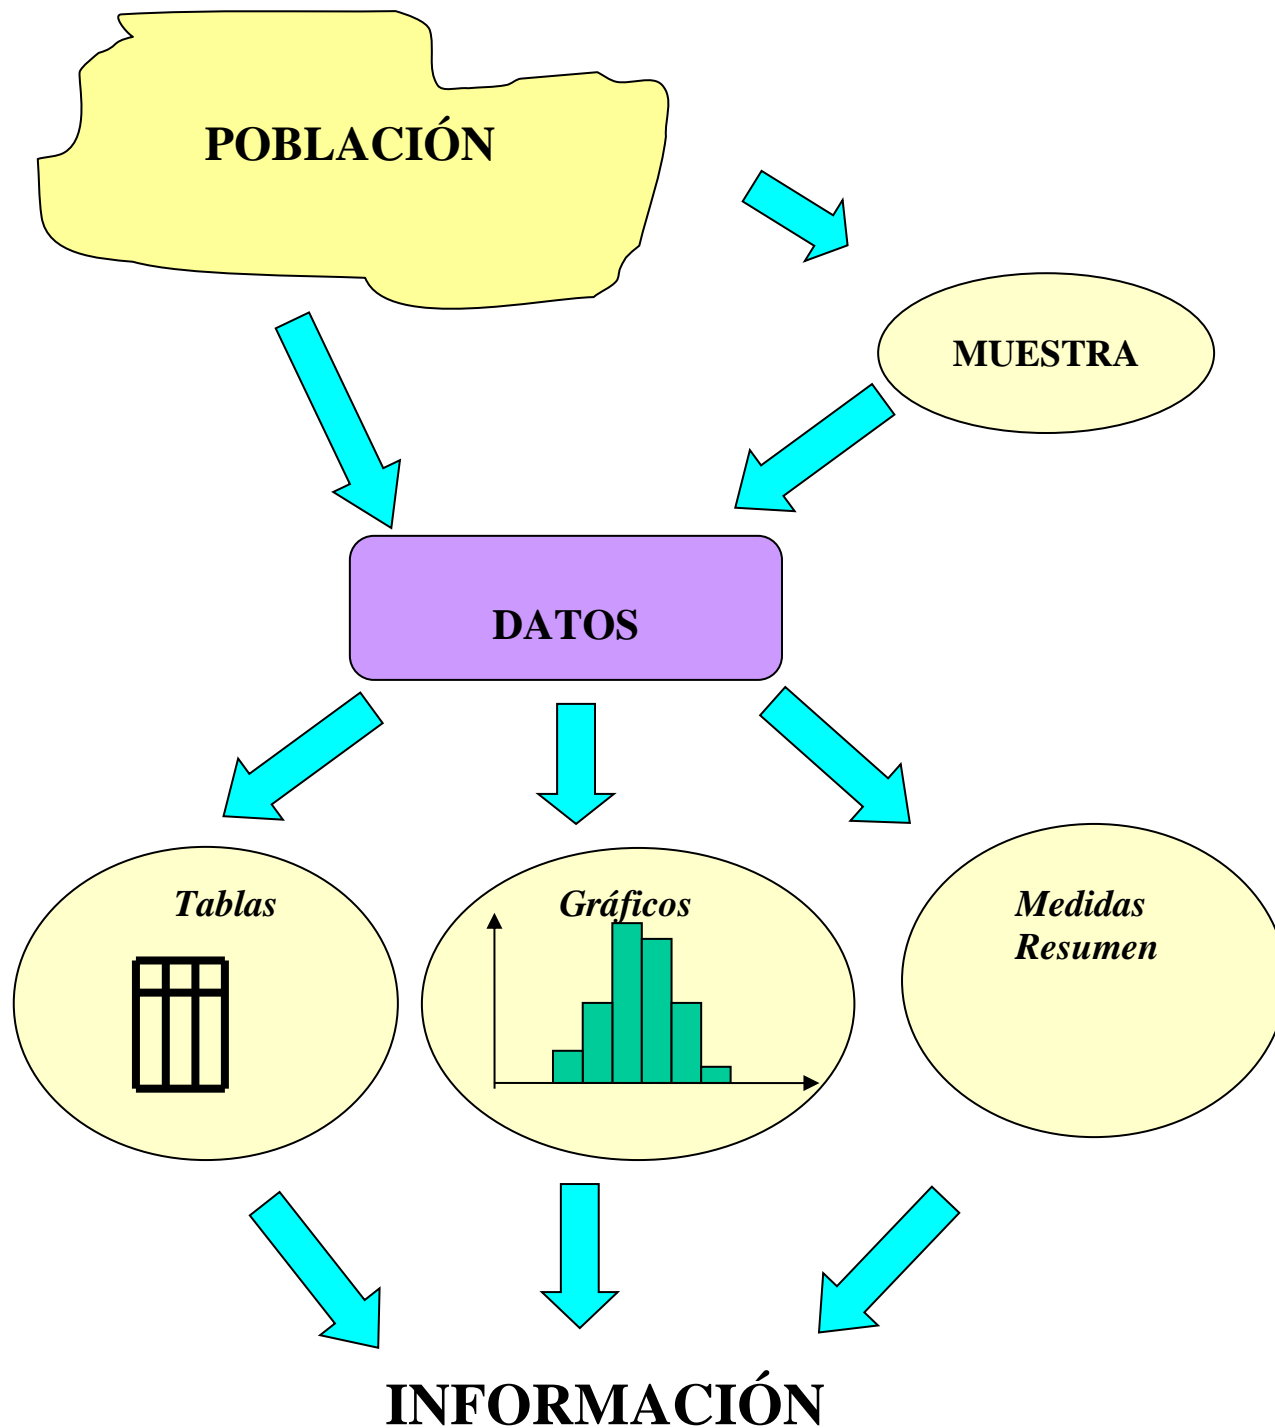 POBLACIÓN
MUESTRA
DATOS
Tablas
Gráficos
Medidas
Resumen
INFORMACIÓN